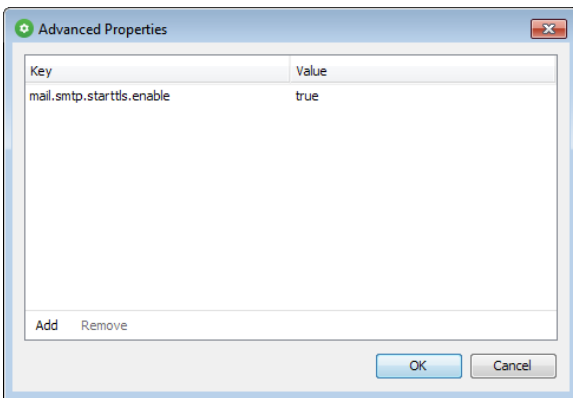 Advanced Properties
Key Value
mail.smtp.starttls.enable true
Add Remove
OK Cancel